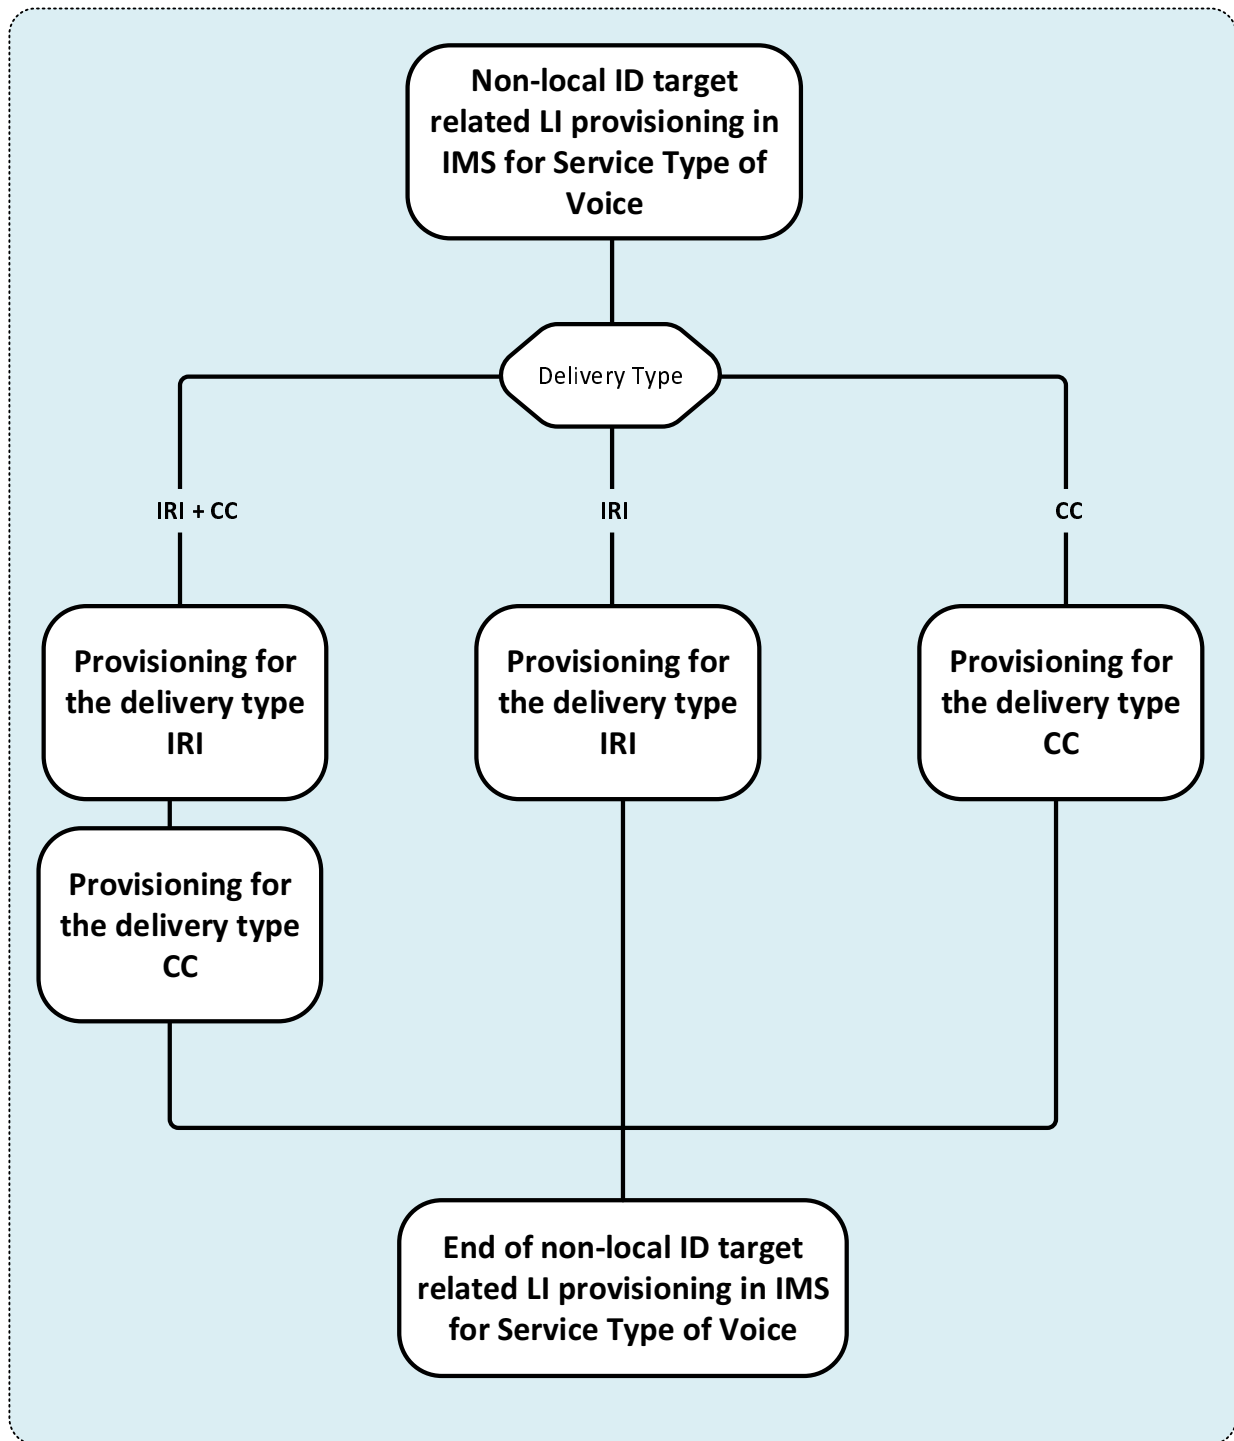 Non-local ID target
related LI provisioning in
IMS for Service Type of
Voice
Delivery Type
IRI + CC
IRI
CC
Provisioning for
the delivery type
IRI
Provisioning for
the delivery type
IRI
Provisioning for
the delivery type
CC
Provisioning for
the delivery type
CC
End of non-local ID target
related LI provisioning in IMS
for Service Type of Voice